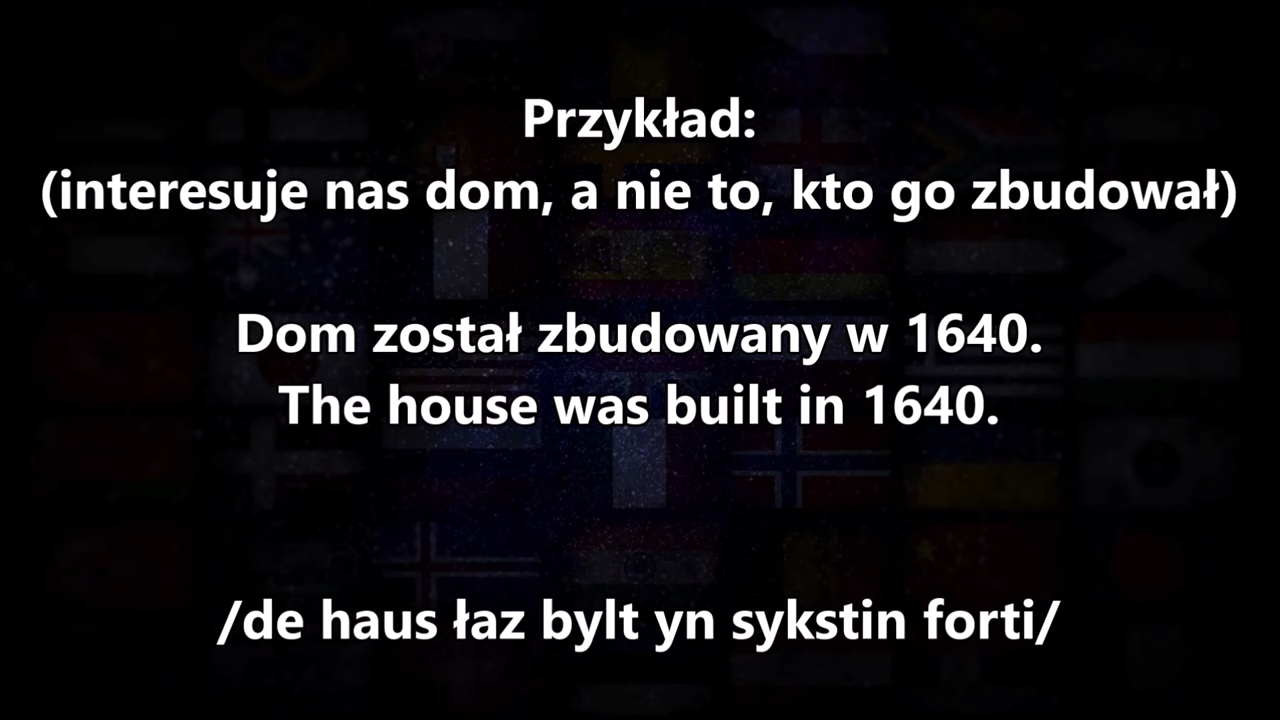 Przykład:
(interesuje nas dom, a nie to, kto go zbudował)
Dom został zbudowany w 1640.
The house was built in 1640.
/de haus łaz bylt yn sykstin forti/